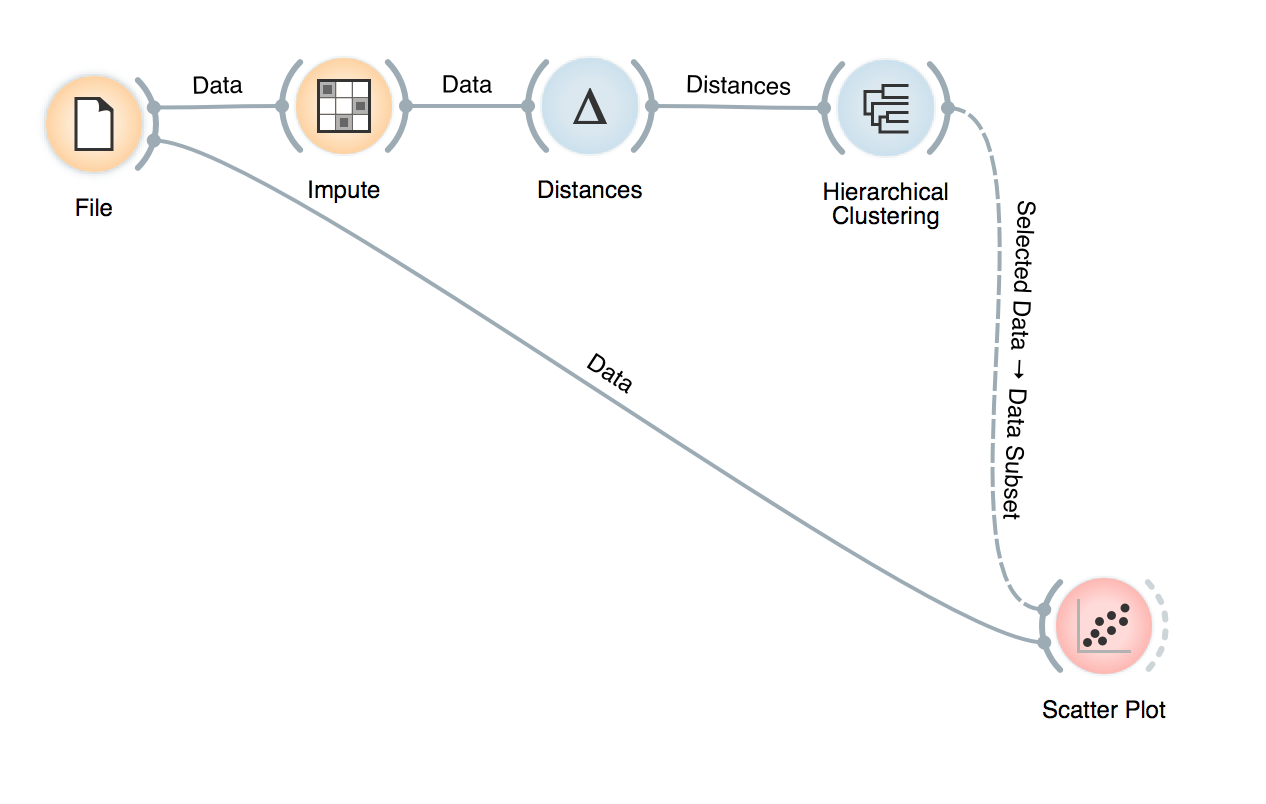 Data
Data
Distances
File
Impute
Distances
Hierarchical
Clustering
Selected Data → Data Subset
Data
Scatter Plot